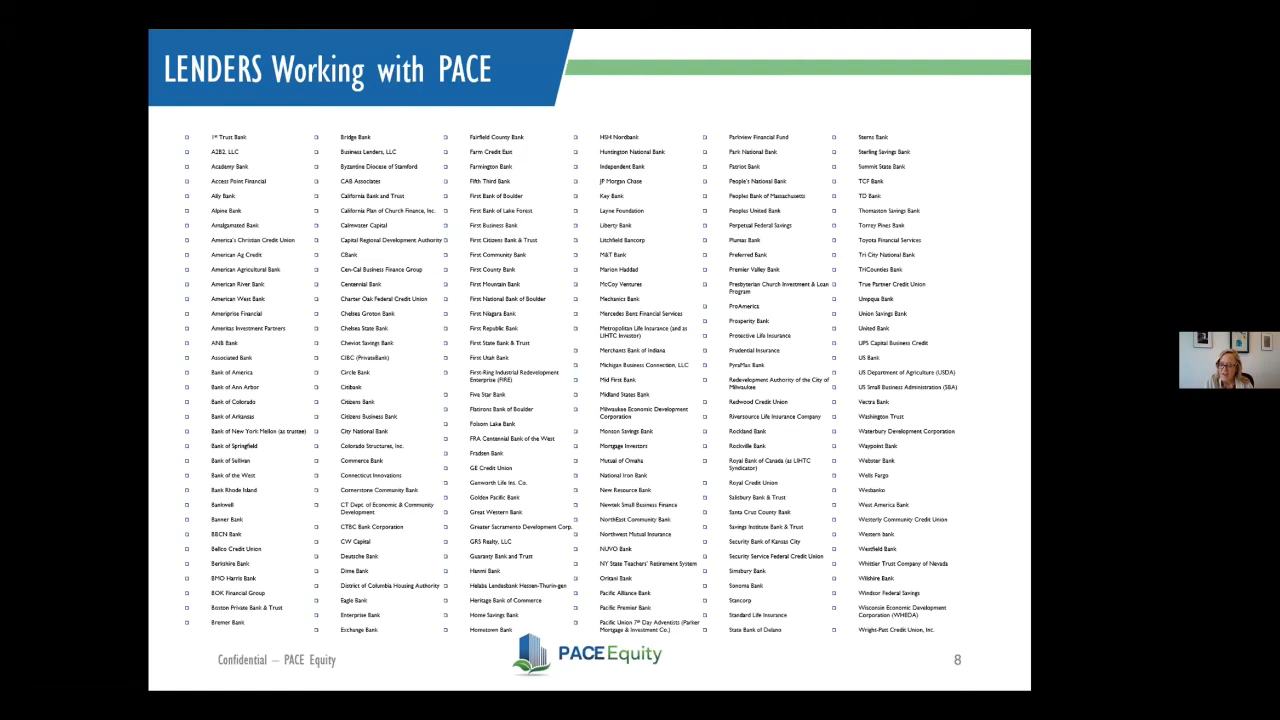 LENDERS Working with PACE
1st Trust Bank
A2B2, LLC
Academy Bank
Access Point Financial
Ally Bank
Alpine Bank
Amalgamated Bank
America's Christian Credit Union
American Ag Credit
American Agricultural Bank
American River Bank
American West Bank
Ameriprise Financial
Ameritas Investment Partners
ANB Bank
Associated Bank
Bank of America
Bank of Ann Arbor
Bank of Colorado
Bank of Arkansas
Bank of New York Mellon (as trustee)
Bank of Springfield
Bank of Sullivan
Bank of the West
Bank Rhode Island
Bankwell
Banner Bank
BBCN Bank
Bellco Credit Union
Berkshire Bank
BMO Harris Bank
BOK Financial Group
Boston Private Bank & Trust
Bremer Bank
Bridge Bank
Business Lenders, LLC
Byzantine Diocese of Stamford
CAB Associates
California Bank and Trust
California Plan of Church Finance, Inc.
Calmwater Capital
Capital Regional Development Authority
CBank
Cen-Cal Business Finance Group
Centennial Bank
Charter Oak Federal Credit Union
Chelsea Groton Bank
Chelsea State Bank
Cheviot Savings Bank
CIBC (PrivateBank)
Circle Bank
Citibank
Citizens Bank
Citizens Business Bank
City National Bank
Colorado Structures, Inc.
Commerce Bank
Connecticut Innovations
Cornerstone Community Bank
CT Dept. of Economic & Community
Development
CTBC Bank Corporation
CW Capital
Deutsche Bank
Dime Bank
District of Columbia Housing Authority
Eagle Bank
Enterprise Bank
Exchange Bank
Fairfield County Bank
Farm Credit East
Farmington Bank
Fifth Third Bank
First Bank of Boulder
First Bank of Lake Forest
First Business Bank
First Citizens Bank & Trust
First Community Bank
First County Bank
First Mountain Bank
First National Bank of Boulder
First Niagara Bank
First Republic Bank
First State Bank & Trust
First Utah Bank
First-Ring Industrial Redevelopment
Enterprise (FIRE)
Five Star Bank
Flatirons Bank of Boulder
Folsom Lake Bank
FRA Centennial Bank of the West
Fradsen Bank
GE Credit Union
Genworth Life Ins. Co.
Golden Pacific Bank
Great Western Bank
Greater Sacramento Development Corp.
GRS Realty, LLC
Guaranty Bank and Trust
Hanmi Bank
Helaba Landesbank Hessen-Thurin-gen
Heritage Bank of Commerce
Home Savings Bank
Hometown Bank
HSH Nordbank
Huntington National Bank
Independent Bank
JP Morgan Chase
Key Bank
Layne Foundation
Liberty Bank
Litchfield Bancorp
M&T Bank
Marion Haddad
McCoy Ventures
Mechanics Bank
Mercedes Benz Financial Services
Metropolitan Life Insurance (and as
LIHTC Investor)
Merchants Bank of Indiana
Michigan Business Connection, LLC
Mid First Bank
Midland States Bank
Milwaukee Economic Development
Corporation
Monson Savings Bank
Mortgage Investors
Mutual of Omaha
National Iron Bank
New Resource Bank
Newtek Small Business Finance
NorthEast Community Bank
Northwest Mutual Insurance
NUVO Bank
NY State Teachers' Retirement System
Oritani Bank
Pacific Alliance Bank
Pacific Premier Bank
Pacific Union 7th Day Adventists (Parker
Mortgage & Investment Co.)
Parkview Financial Fund
Park National Bank
Patriot Bank
People's National Bank
Peoples Bank of Massachusetts
Peoples United Bank
Perpetual Federal Savings
Plumas Bank
Preferred Bank
Premier Valley Bank
Presbyterian Church Investment & Loan
Program
ProAmerica
Prosperity Bank
Protective Life Insurance
Prudential Insurance
PyraMax Bank
Redevelopment Authority of the City of
Milwaukee
Redwood Credit Union
Riversource Life Insurance Company
Rockland Bank
Rockville Bank
Royal Bank of Canada (as LIHTC
Syndicator)
Royal Credit Union
Salisbury Bank & Trust
Santa Cruz County Bank
Savings Institute Bank & Trust
Security Bank of Kansas City
Security Service Federal Credit Union
Simsbury Bank
Sonoma Bank
Stancorp
Standard Life Insurance
State Bank of Delano
Sterns Bank
Sterling Savings Bank
Summit State Bank
TCF Bank
TD Bank
Thomaston Savings Bank
Torrey Pines Bank
Toyota Financial Services
Tri City National Bank
TriCounties Bank
True Partner Credit Union
Umpqua Bank
Union Savings Bank
United Bank
UPS Capital Business Credit
US Bank
US Department of Agriculture (USDA)
US Small Business Administration (SBA)
Vectra Bank
Washington Trust
Waterbury Development Corporation
Waypoint Bank
Webster Bank
Wells Fargo
Wesbanko
West America Bank
Westerly Community Credit Union
Western bank
Westfield Bank
Whittier Trust Company of Nevada
Wilshire Bank
Windsor Federal Savings
Wisconsin Economic Development
Corporation (WHEDA)
Wright-Patt Credit Union, Inc.
Confidential – PACE Equity
PACE Equity
8